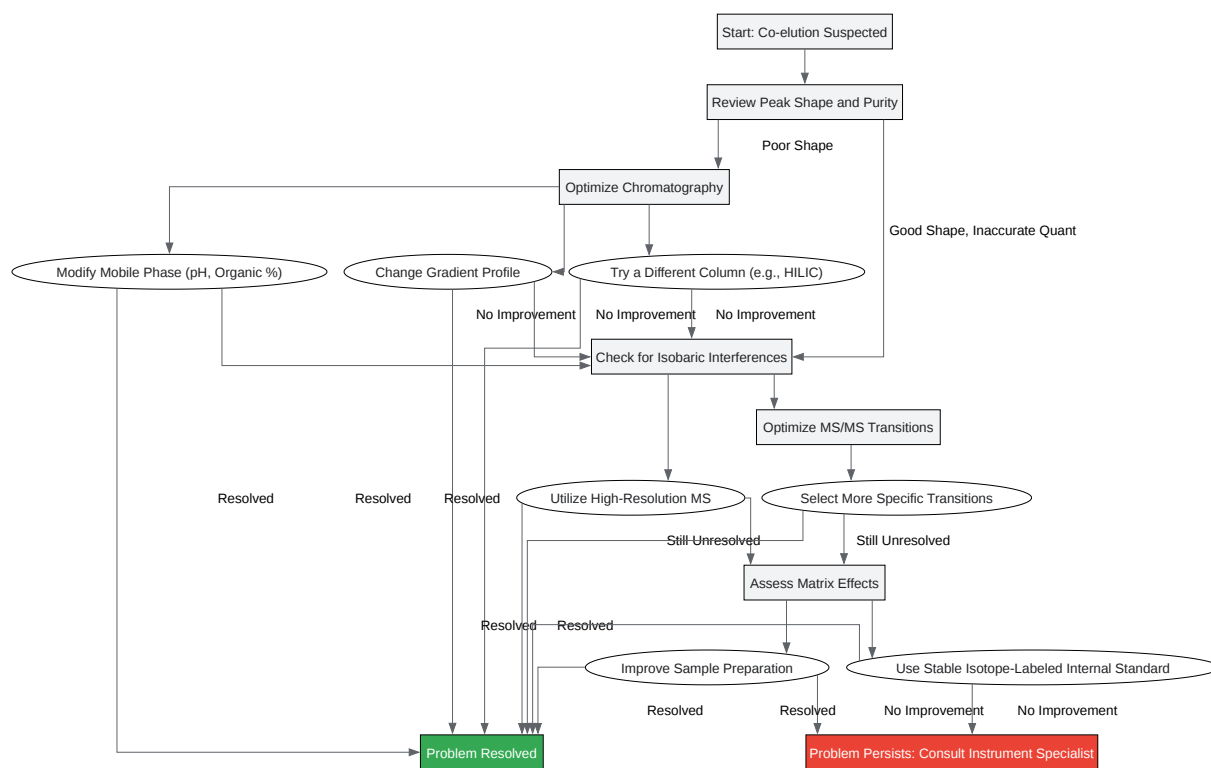 Start: Co-elution Suspected
Review Peak Shape and Purity
Poor Shape
Optimize Chromatography
Good Shape, Inaccurate Quant
Modify Mobile Phase (pH, Organic %)
Change Gradient Profile
Try a Different Column (e.g., HILIC)
No Improvement
No Improvement
No Improvement
Check for Isobaric Interferences
Optimize MS/MS Transitions
Resolved
Resolved
Resolved
Utilize High-Resolution MS
Select More Specific Transitions
Still Unresolved
Still Unresolved
Assess Matrix Effects
Resolved
Resolved
Improve Sample Preparation
Use Stable Isotope-Labeled Internal Standard
Resolved
Resolved
No Improvement
No Improvement
Problem Resolved
Problem Persists: Consult Instrument Specialist